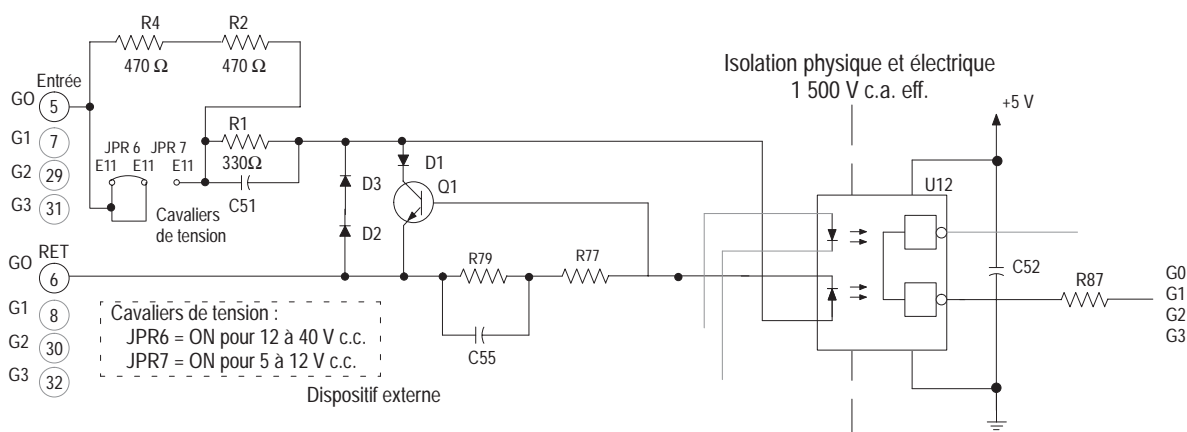 R4
R2
470 Ω
470 Ω
Isolation physique et électrique
1 500 V c.a. eff.
Entrée
GO
5
+5 V
R1
G1
7
JPR 6
JPR 7
E11
E11
E11
330Ω
D1
G2
29
U12
D3
Q1
C51
G3
31
Cavaliers
de tension
D2
RET
GO
6
R79
R77
C52
R87
G0
G1
G2
G3
G1
8
Cavaliers de tension :
JPR6 = ON pour 12 à 40 V c.c.
JPR7 = ON pour 5 à 12 V c.c.
G2
30
C55
G3
32
Dispositif externe